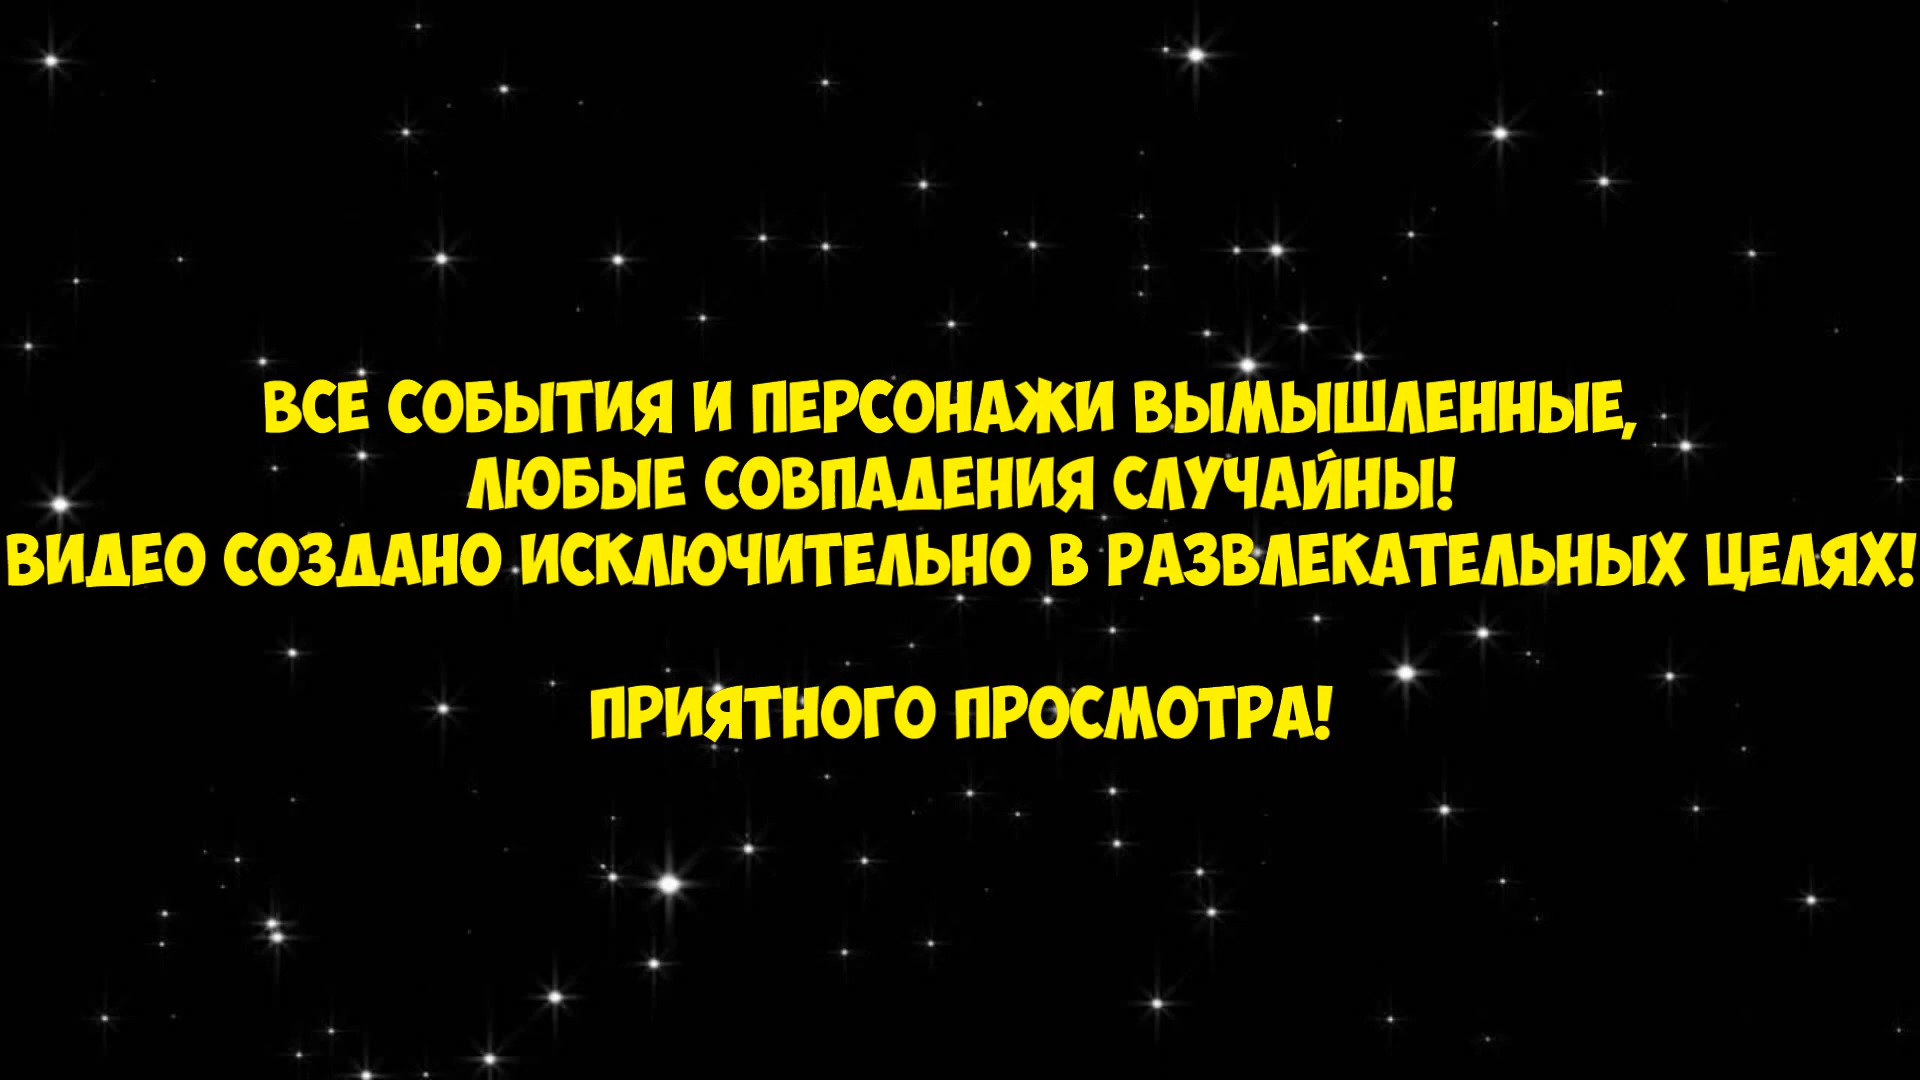 ВСЕ СОБЫТИЯ И ПЕРСОНАЖИ ВЫМЫШЛЕННЫЕ,
ЛЮБЫЕ СОВПАДЕНИЯ СЛУЧАЙНЫ!
ВИДЕО СОЗДАНО ИСКЛЮЧИТЕЛЬНО В РАЗВЛЕКАТЕЛЬНЫХ ЦЕЛЯХ!
ПРИЯТНОГО ПРОСМОТРА!